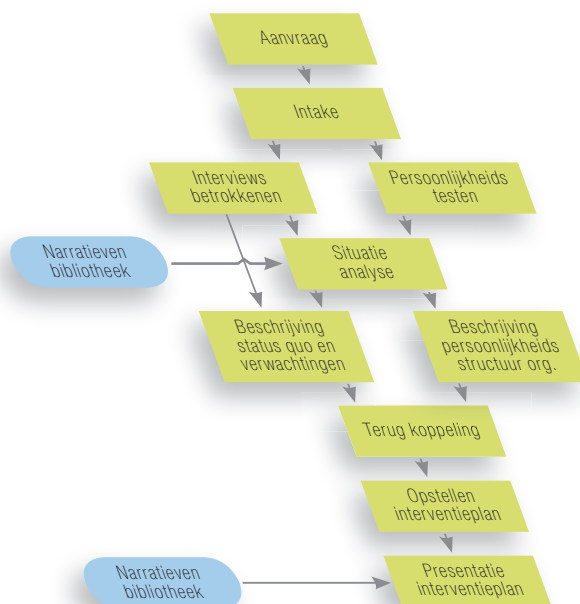 Aanvraag
Intake
Interviews
betrokkenen
Persoonlijkheids
testen
Narratieven
bibliotheek
Situatie
analyse
Beschrijving
status quo en
verwachtingen
Beschrijving
persoonlijkheids
structuur org.
Terug koppeling
Opstellen
interventieplan
Narratieven
bibliotheek
Presentatie
interventieplan